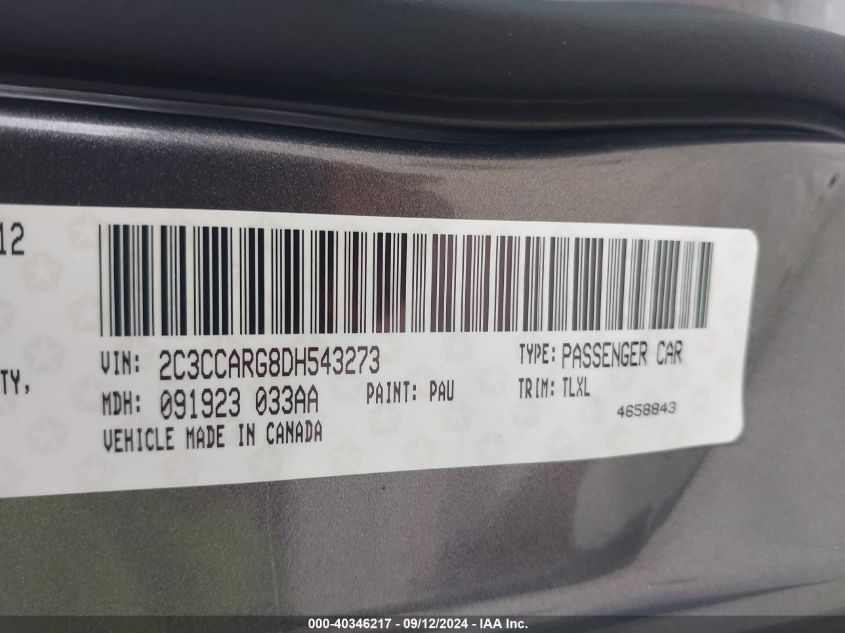 12
VIN: 2C3CCARG8DH543273 TYPE: PASSENGER CAR
TY,
MDH: 091923 033AA PAINT: PAU TRIM: TLXL
4658843
VEHICLE MADE IN CANADA
000-40346217 - 09/12/2024 - IAA Inc.